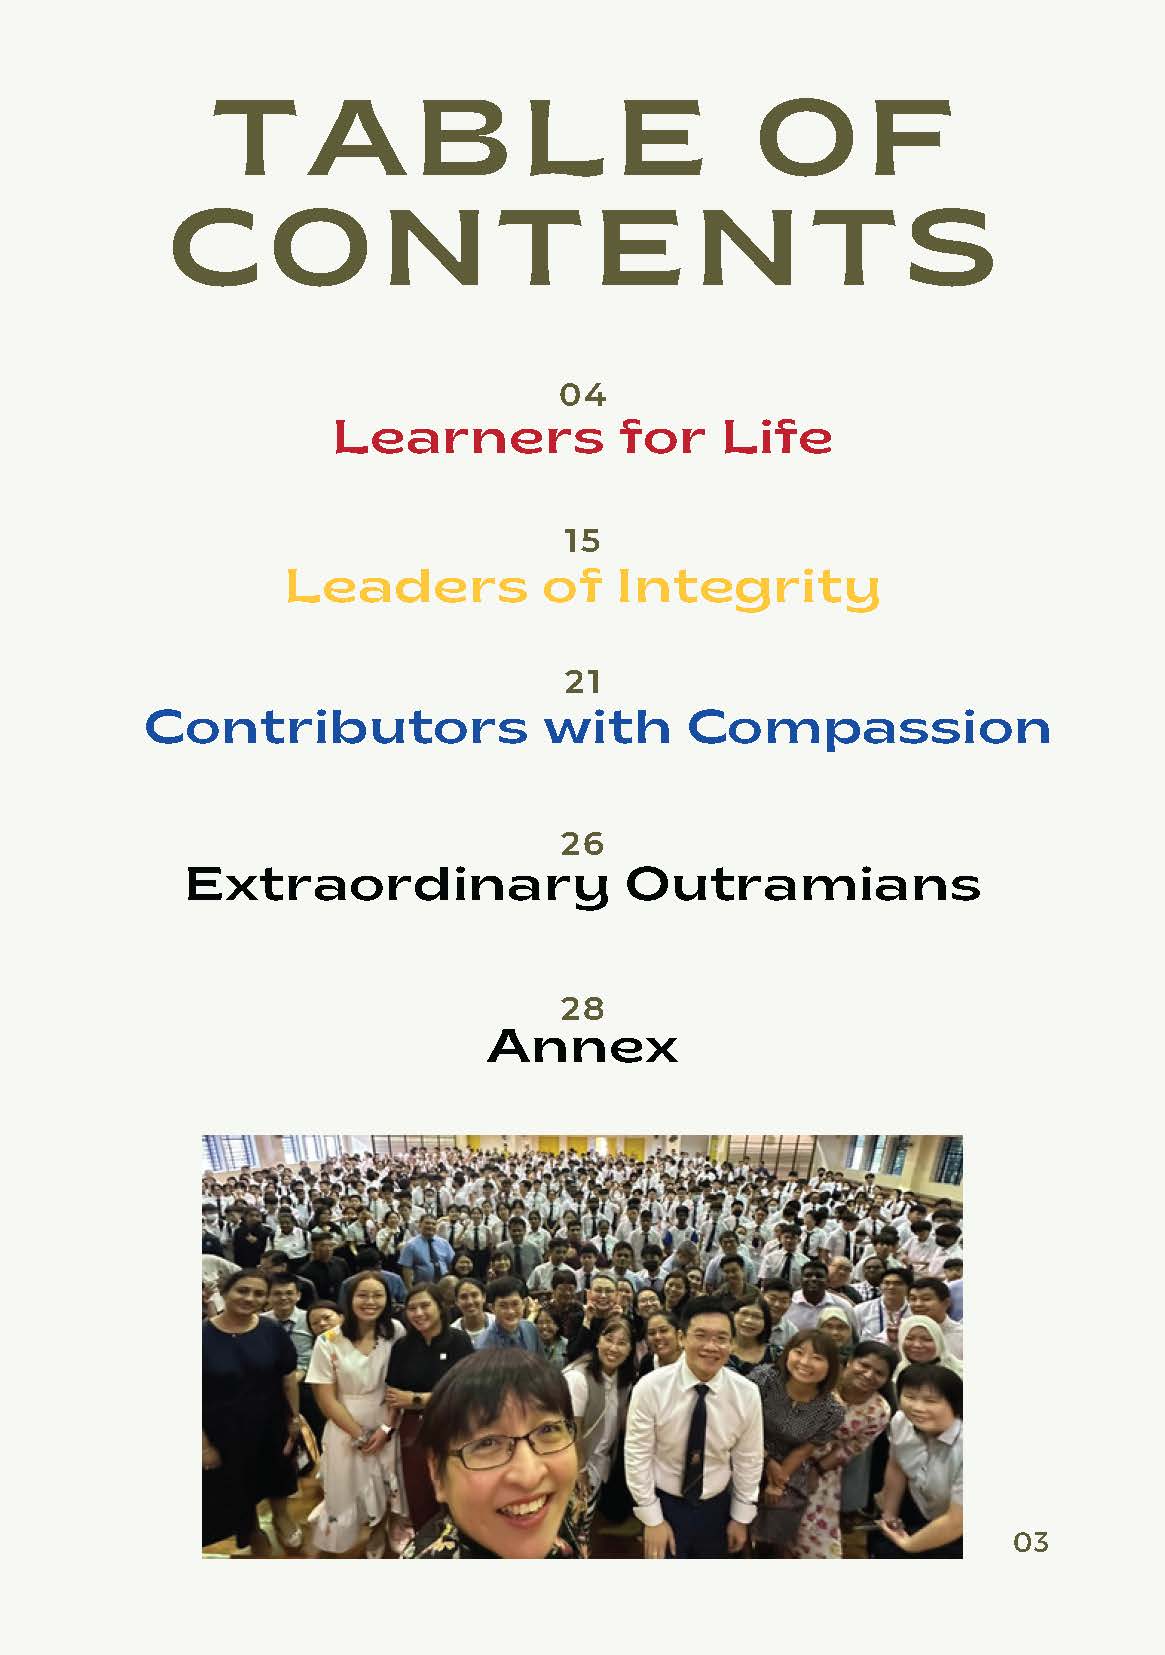 TABLE OF
CONTENTS
04
Learners for Life
15
Leaders of Integrity
21
Contributors with Compassion
26
Extraordinary Outramians
28
Annex
03